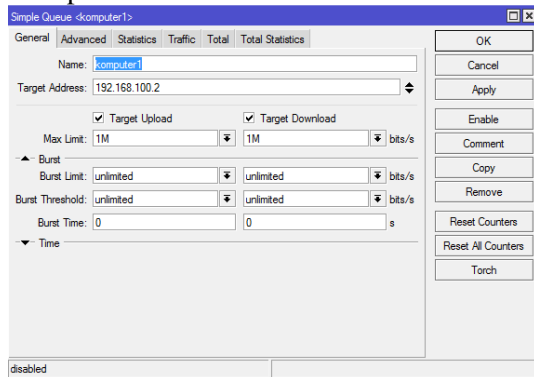 Simple Queue <komputer1>
General Advanced Statistics Traffic Total Total Statistics
OK
Name: komputer1
Cancel
Target Address: 192.168.100.2
Apply
Target Upload Target Download
Enable
Max Limit: 1M 1M bits/s
Comment
Burst
Copy
Burst Limit: unlimited unlimited bits/s
Remove
Burst Threshold: unlimited unlimited bits/s
Burst Time: 0 0 s
Reset Counters
Time
Reset All Counters
Torch
disabled